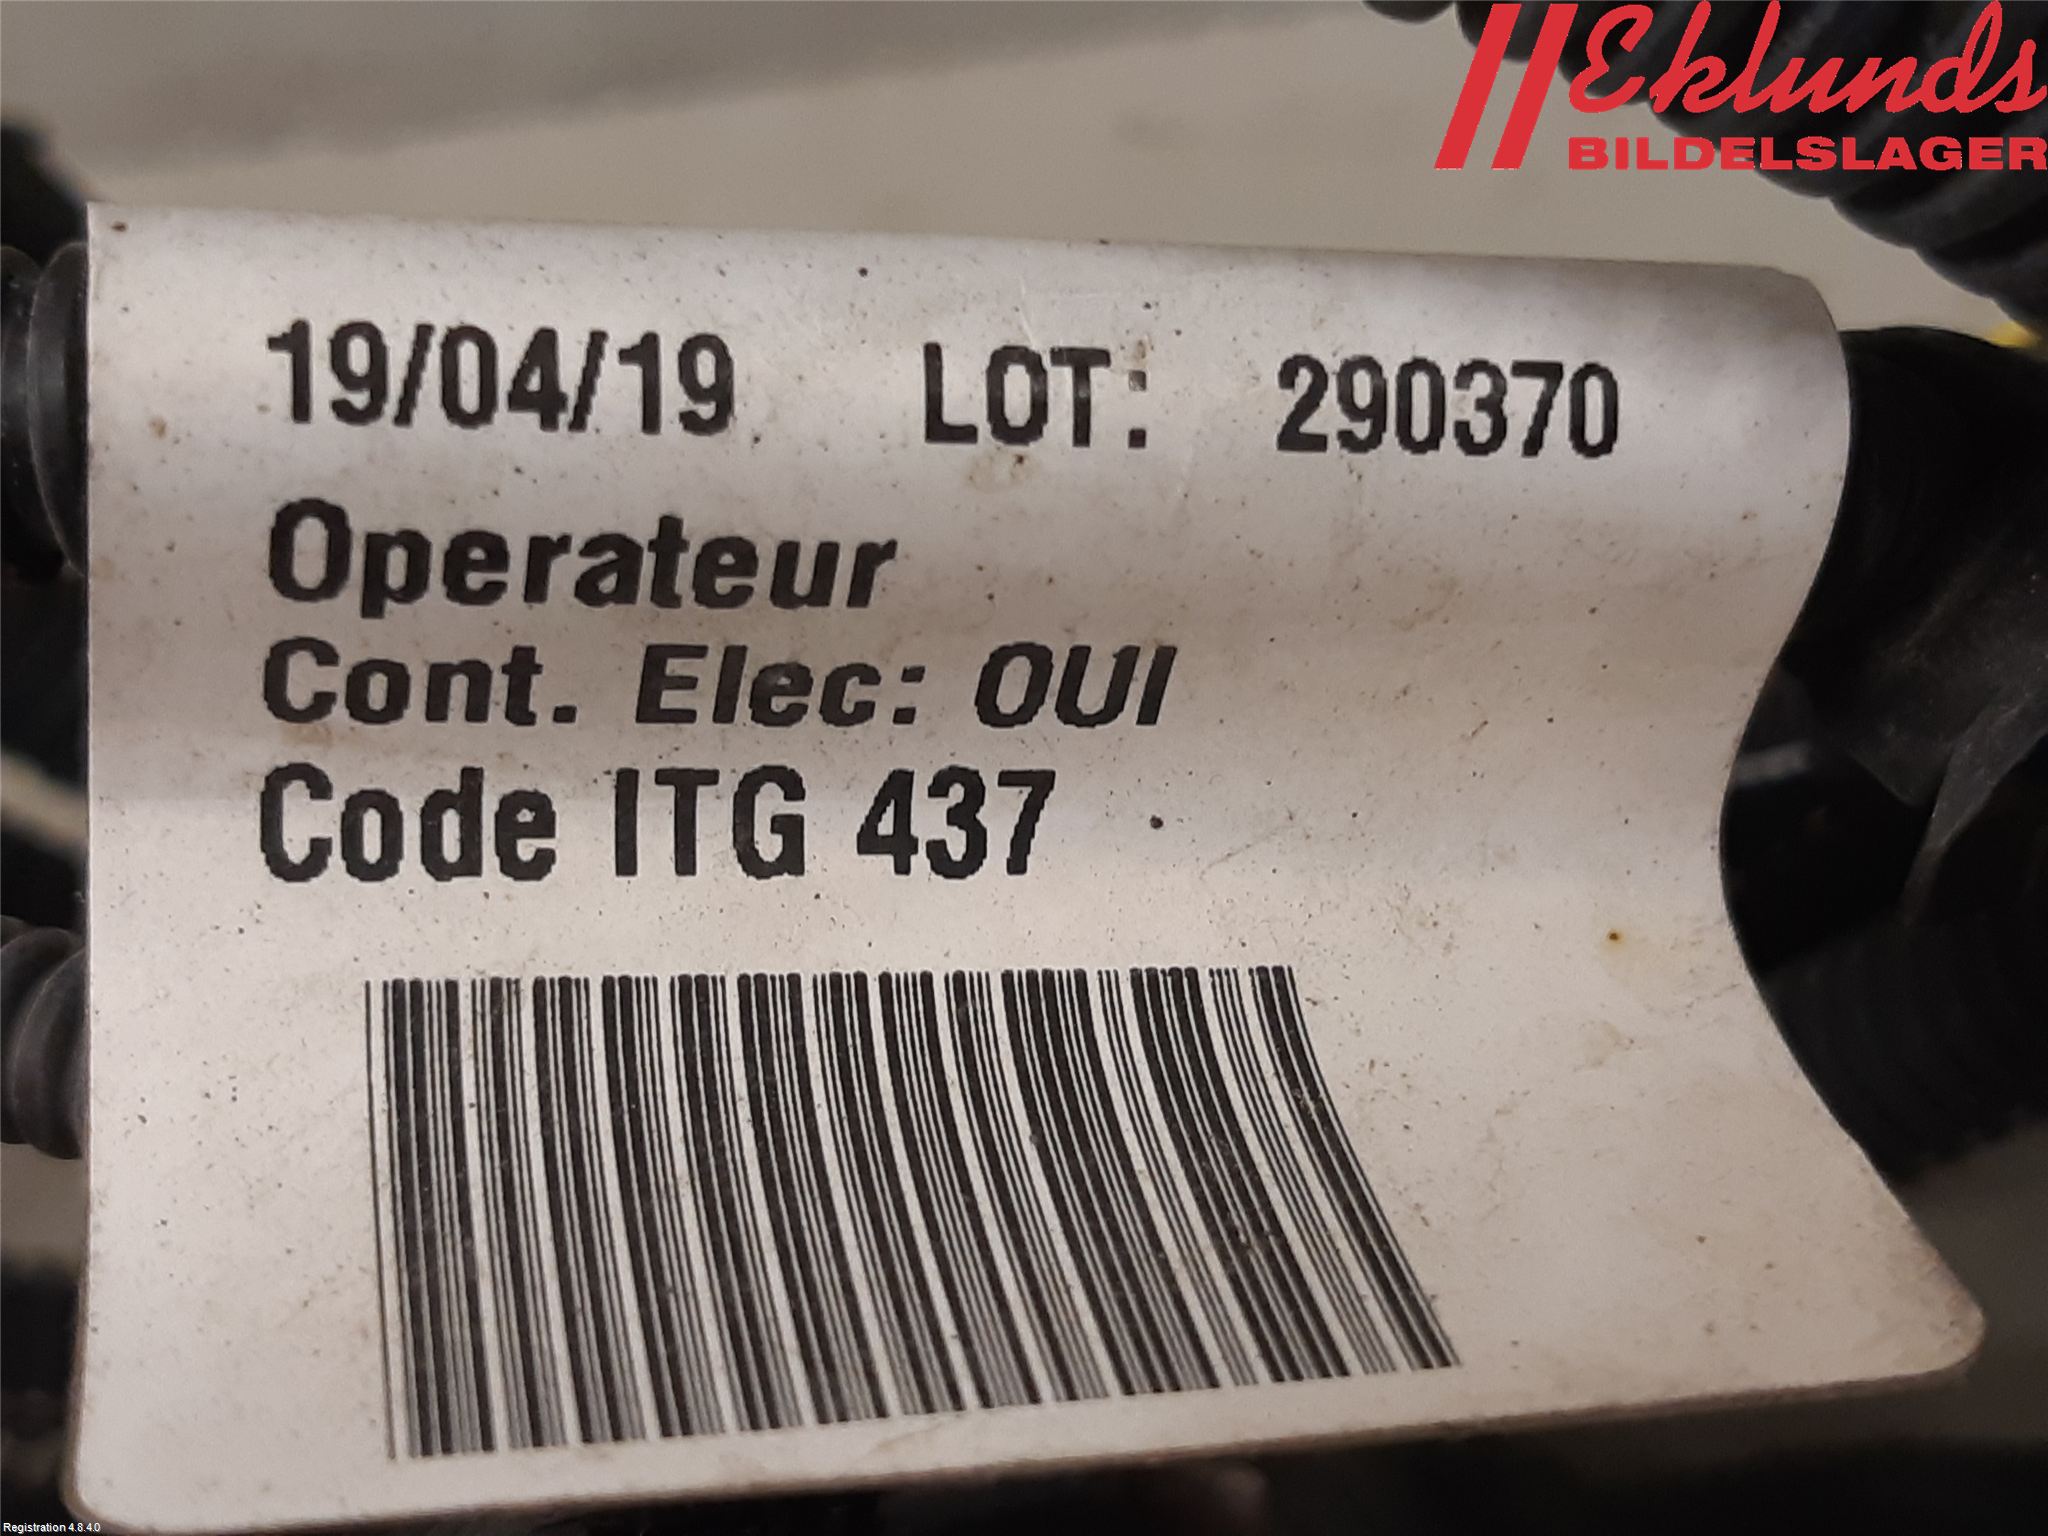 Eklunds
BILDELSLAGER
19/04/19 LOT: 290370
Operateur
Cont. Elec: OUI
Code ITG 437
Registration 4.8.4.0